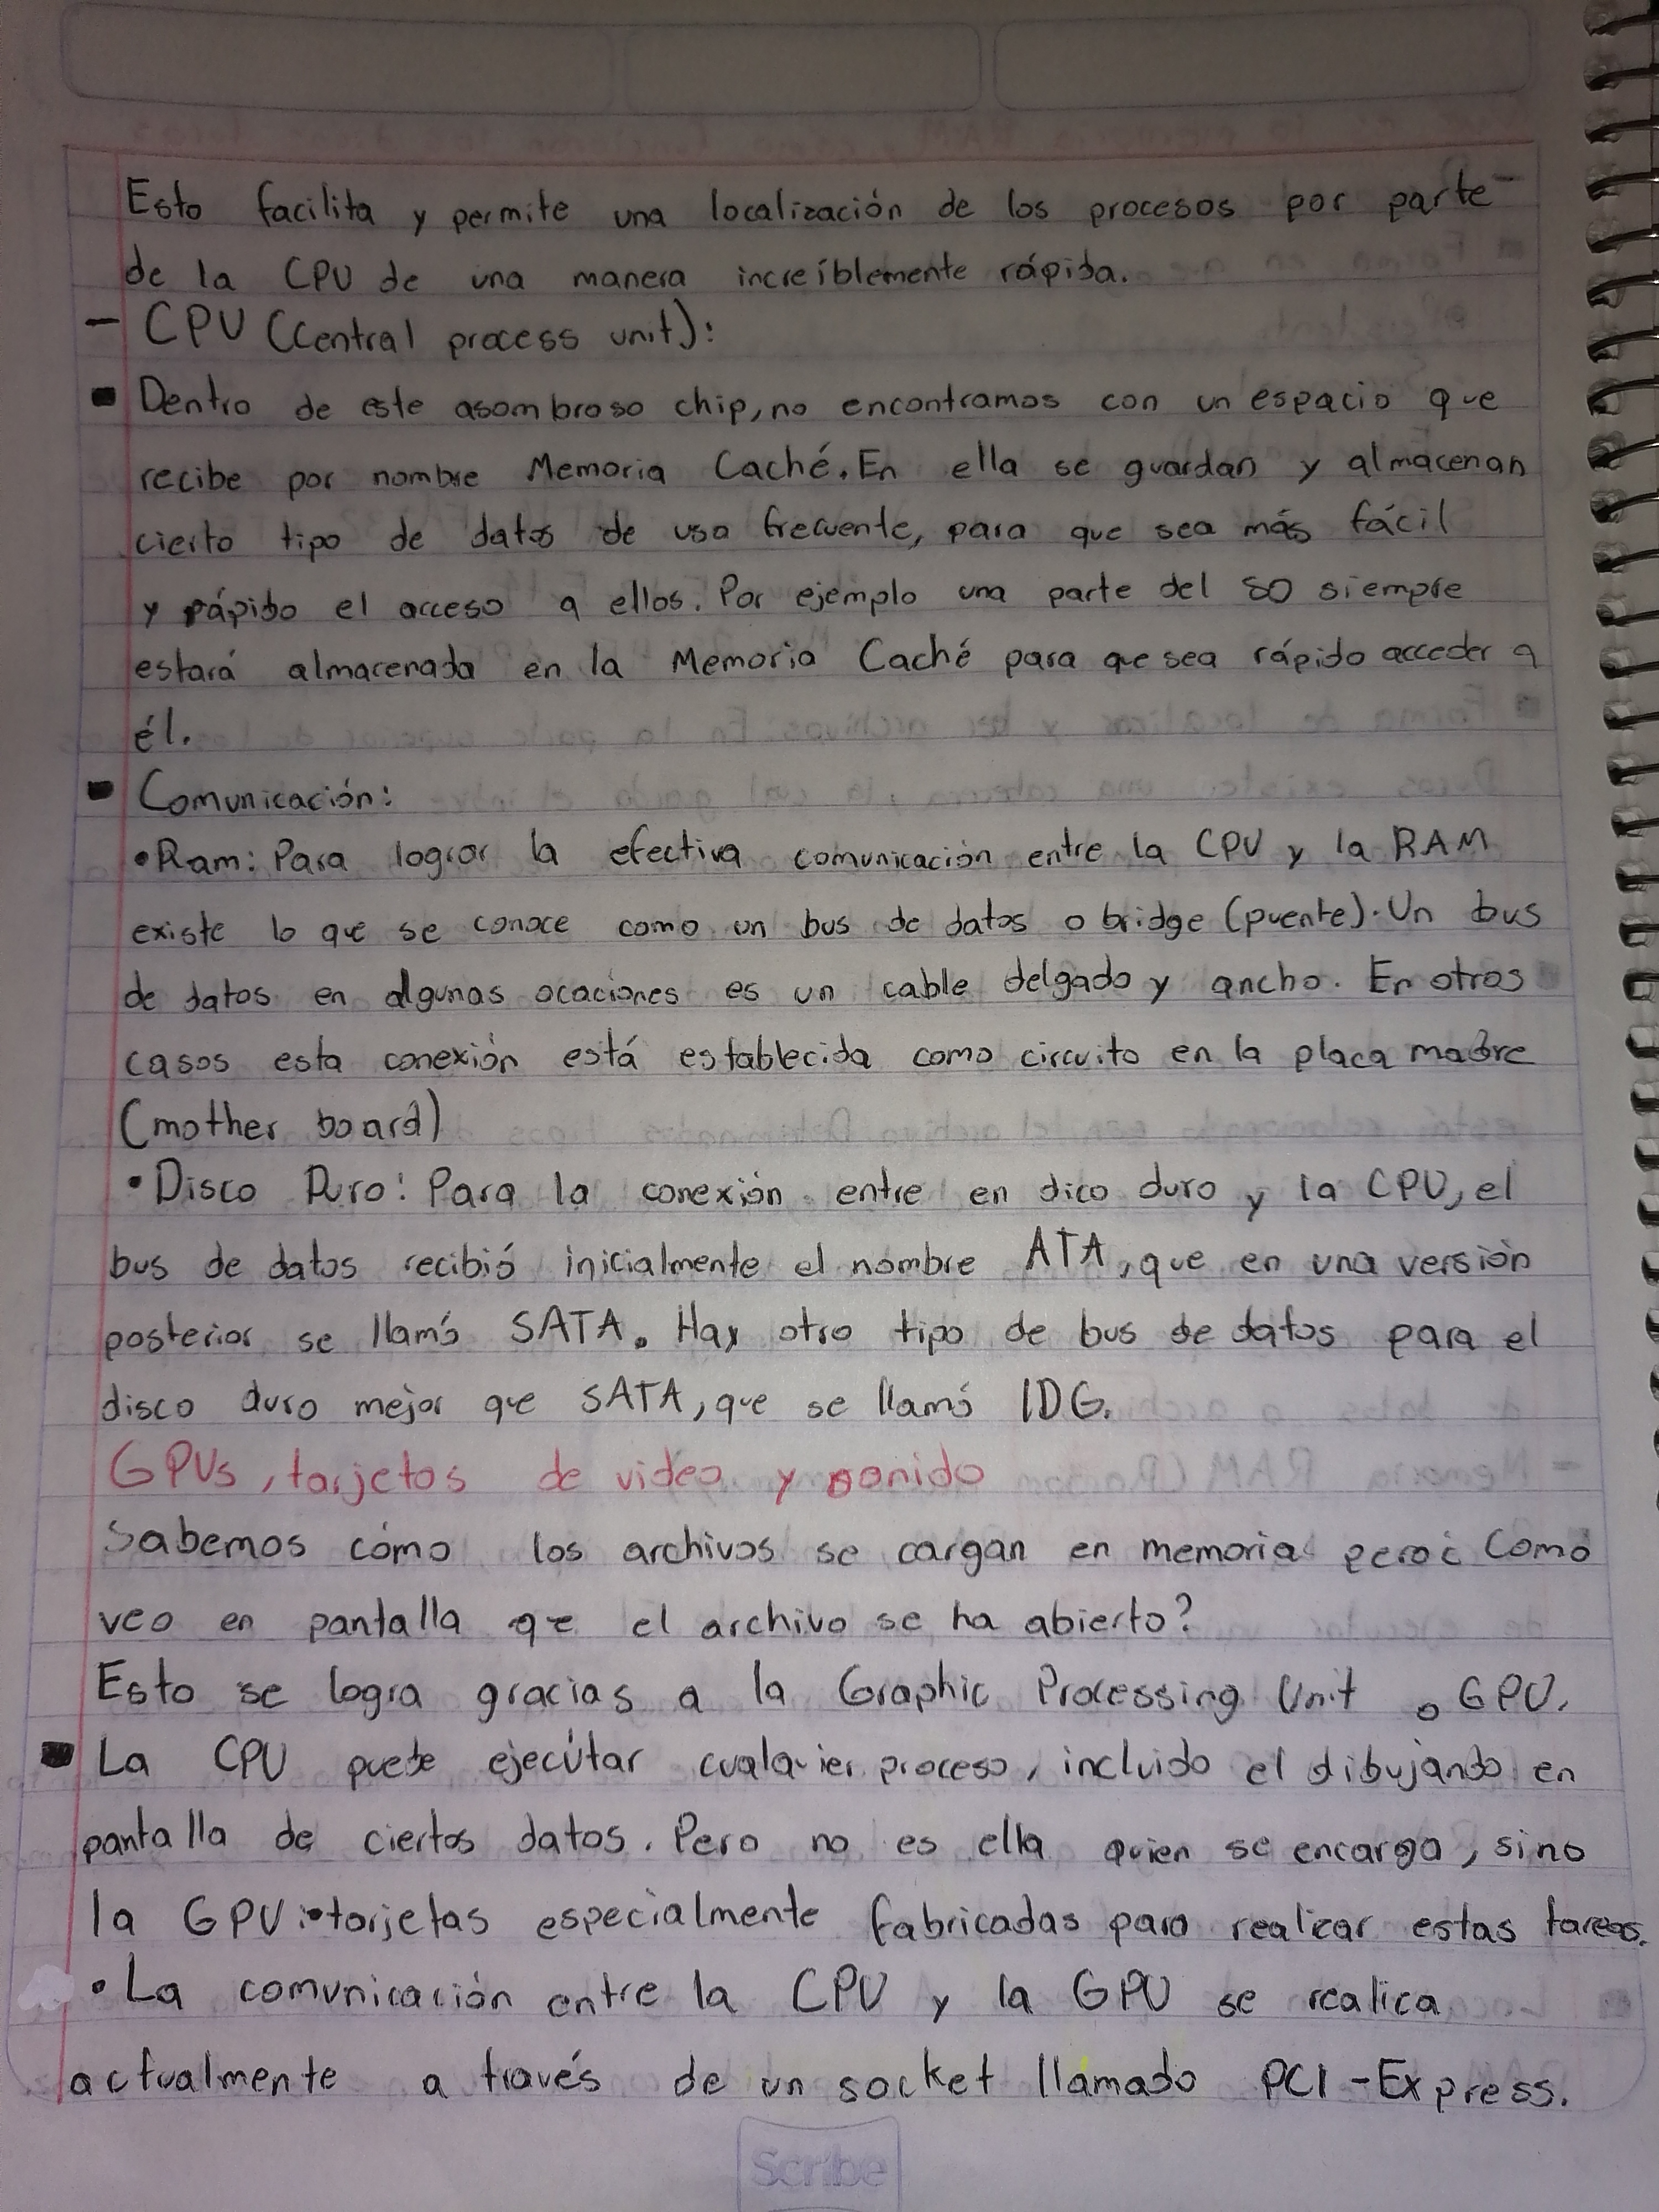 Esto facilita y permite una localización de los procesos por parte
de la CPU de una manera increíblemente rápida.
- CPU (Central process unit):
▪ Dentro de este asombroso chip, no encontramos con un espacio que
recibe por nombre Memoria Caché. En ella se guardan y almacenan
cierto tipo de datos de uso frecuente, para que sea más fácil
y rápido el acceso a ellos. Por ejemplo una parte del SO siempre
estará almacenada en la Memoria Caché para que sea rápido acceder a
él.
▪ Comunicación:
• Ram: Para lograr la efectiva comunicación entre la CPU y la RAM
existe lo que se conoce como un bus de datos o bridge (puente). Un bus
de datos en algunas ocaciones es un cable delgado y ancho. En otros
casos esta conexión está establecida como circuito en la placa madre
(mother board)
• Disco Duro: Para la conexión entre en dico duro y la CPU, el
bus de datos recibió inicialmente el nombre ATA, que en una versión
posterior se llamó SATA. Hay otro tipo de bus de datos para el
disco duro mejor que SATA, que se llamó IDG.
GPUs, tarjetas de video y sonido
Sabemos cómo los archivos se cargan en memoria pero ¿Como
veo en pantalla que el archivo se ha abierto?
Esto se logra gracias a la Graphic Processing Unit o GPU.
▪ La CPU puede ejecútar cualquier proceso, incluido el dibujando en
pantalla de ciertos datos. Pero no es ella quien se encarga, sino
la GPU: tarjetas especialmente fabricadas para realizar estas tareas.
• La comunicación entre la CPU y la GPU se realica
actualmente a través de un socket llamado PCI-Express.
Scribe